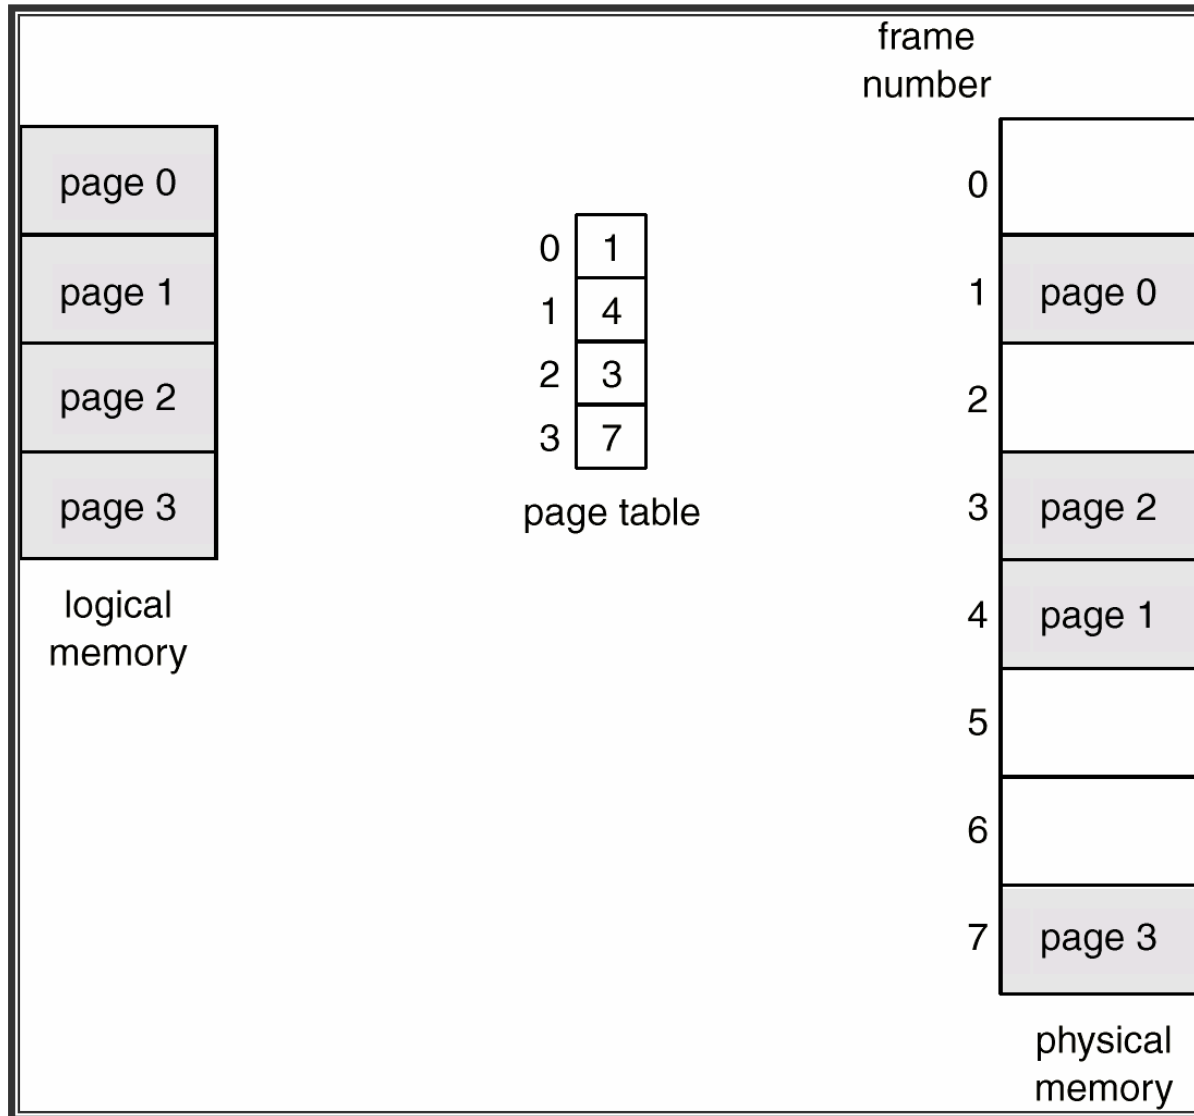 page 0
page 1
page 2
page 3
logical
memory
0 1
1 4
2 3
3 7
page table
frame
number
0
1 page 0
2
3 page 2
4 page 1
5
6
7 page 3
physical
memory